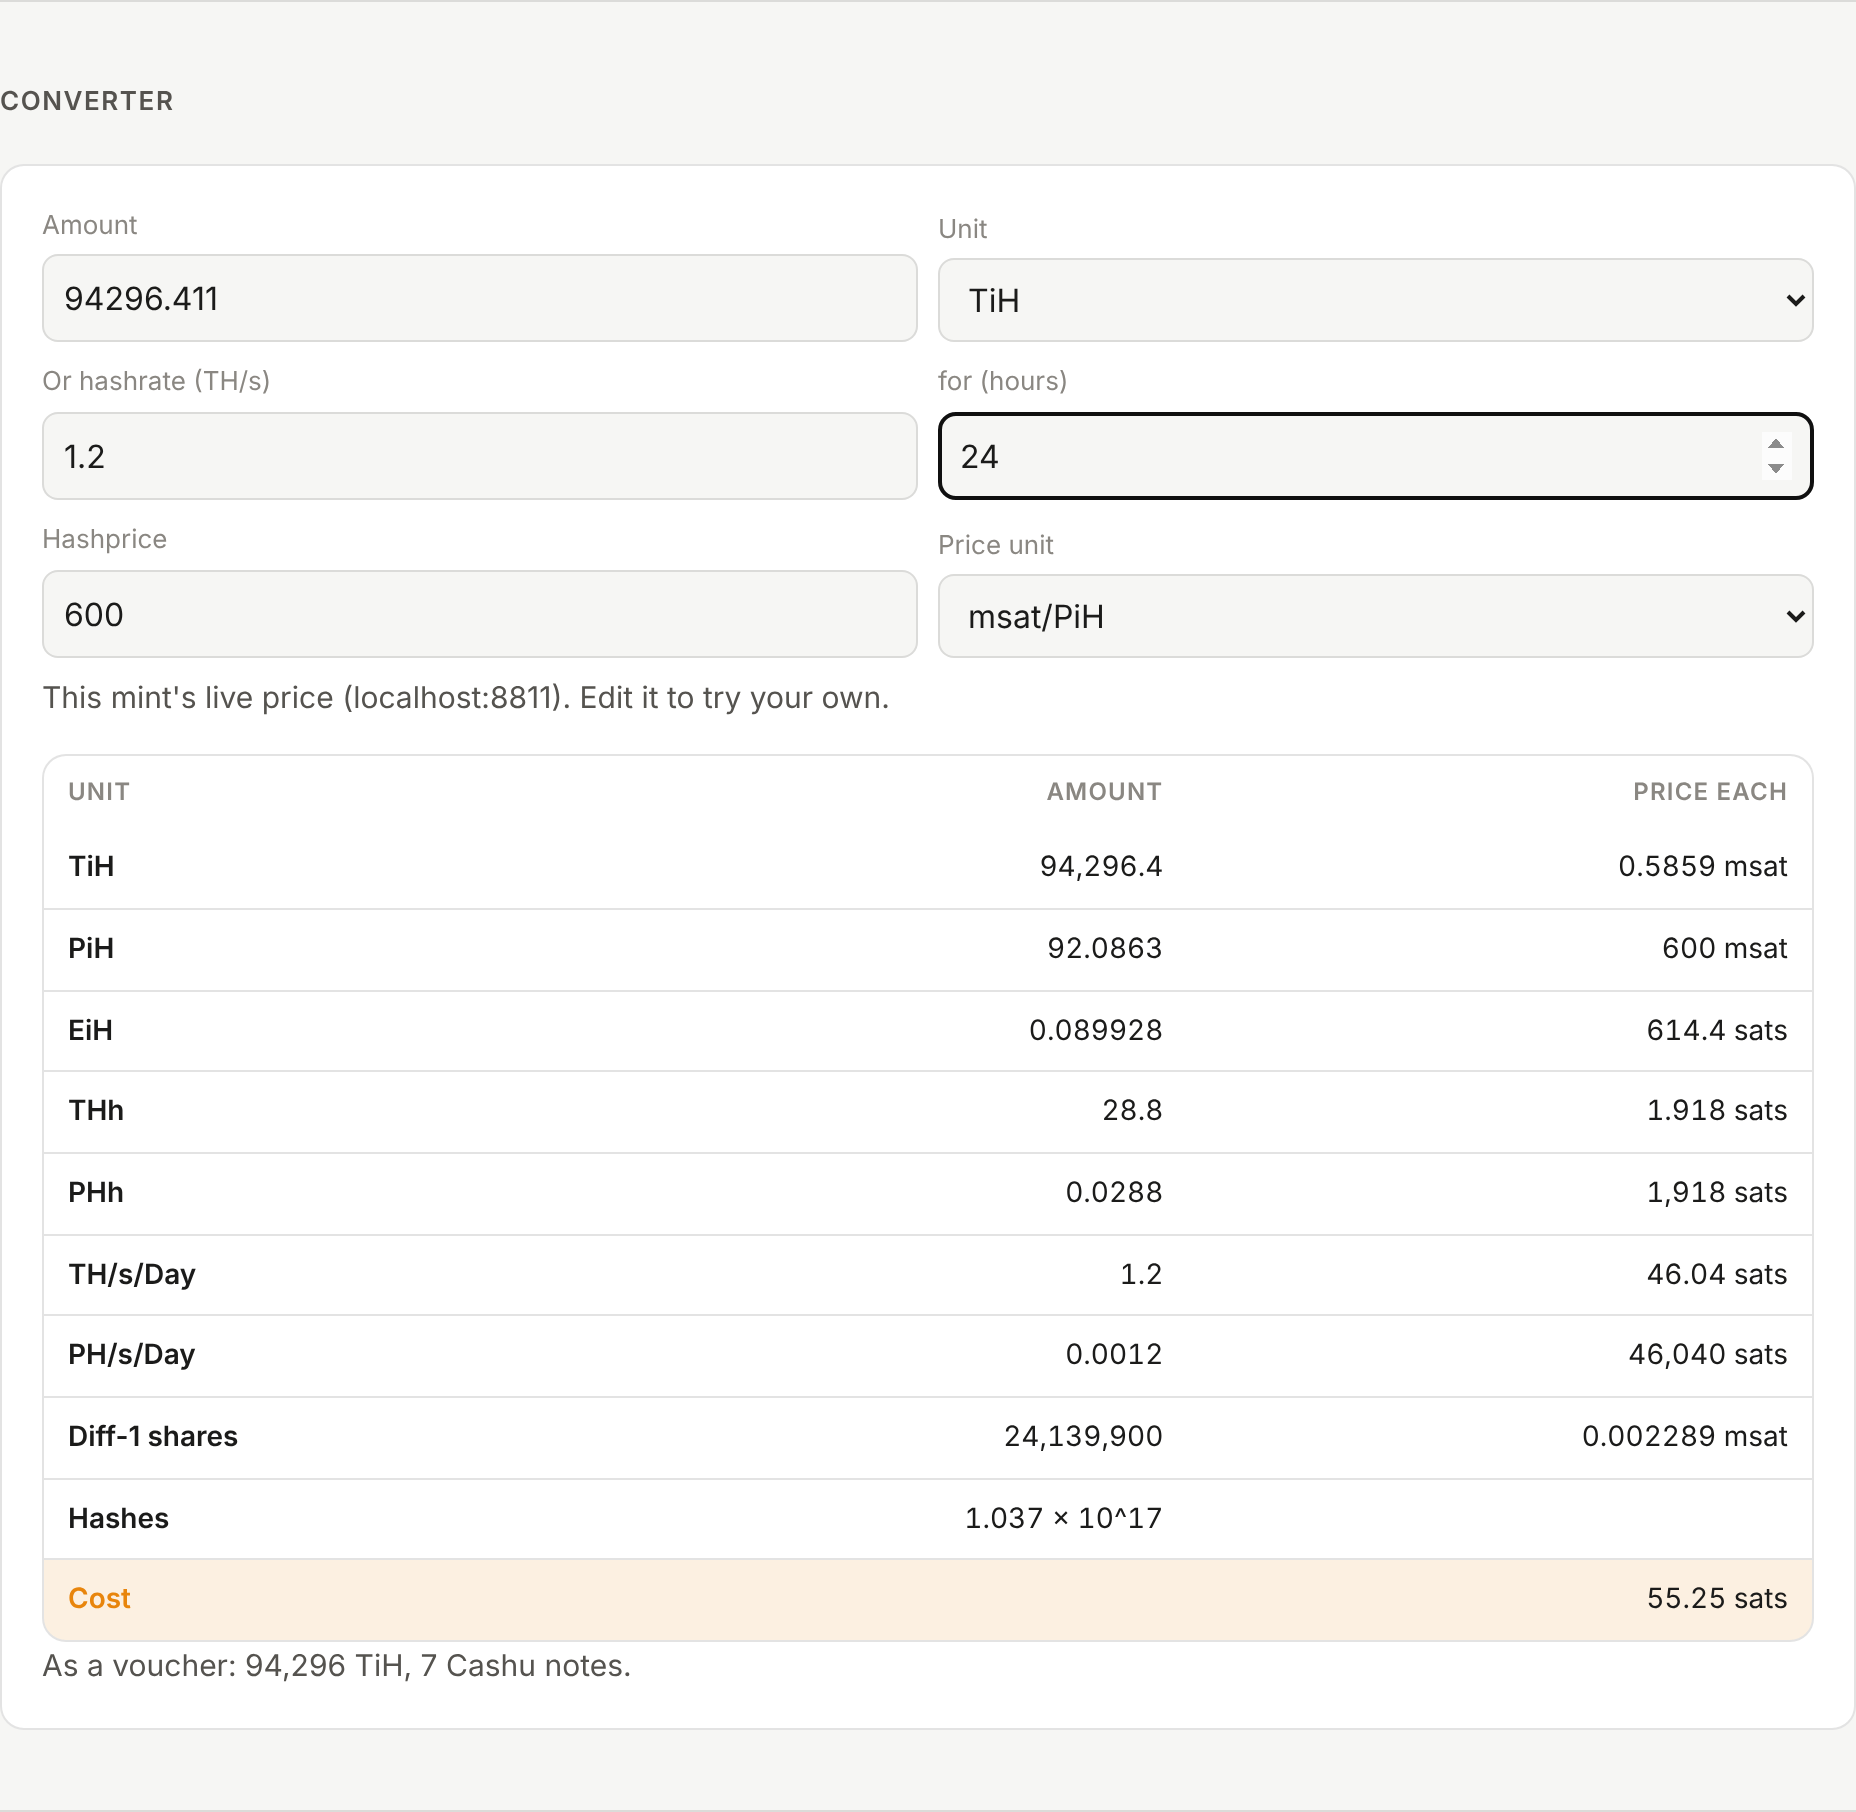 CONVERTER
Amount Unit
94296.411 TiH
Or hashrate (TH/s) for (hours)
1.2 24
Hashprice Price unit
600 msat/PiH
This mint's live price (localhost:8811). Edit it to try your own.
UNIT AMOUNT PRICE EACH
TiH 94,296.4 0.5859 msat
PiH 92.0863 600 msat
EiH 0.089928 614.4 sats
THh 28.8 1.918 sats
PHh 0.0288 1,918 sats
TH/s/Day 1.2 46.04 sats
PH/s/Day 0.0012 46,040 sats
Diff-1 shares 24,139,900 0.002289 msat
Hashes 1.037 × 10^17
Cost 55.25 sats
As a voucher: 94,296 TiH, 7 Cashu notes.